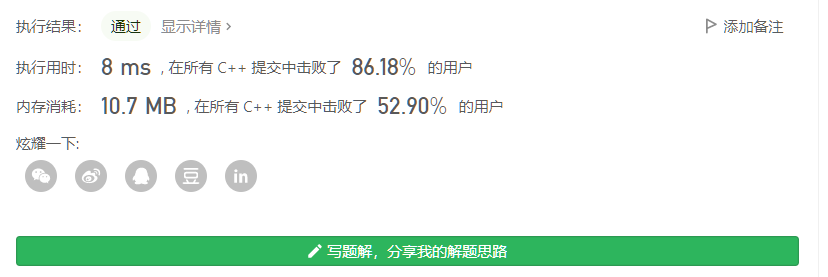 执行结果： 通过 显示详情 › 添加备注
执行用时： 8 ms , 在所有 C++ 提交中击败了 86.18% 的用户
内存消耗： 10.7 MB , 在所有 C++ 提交中击败了 52.90% 的用户
炫耀一下:
豆 in
写题解，分享我的解题思路